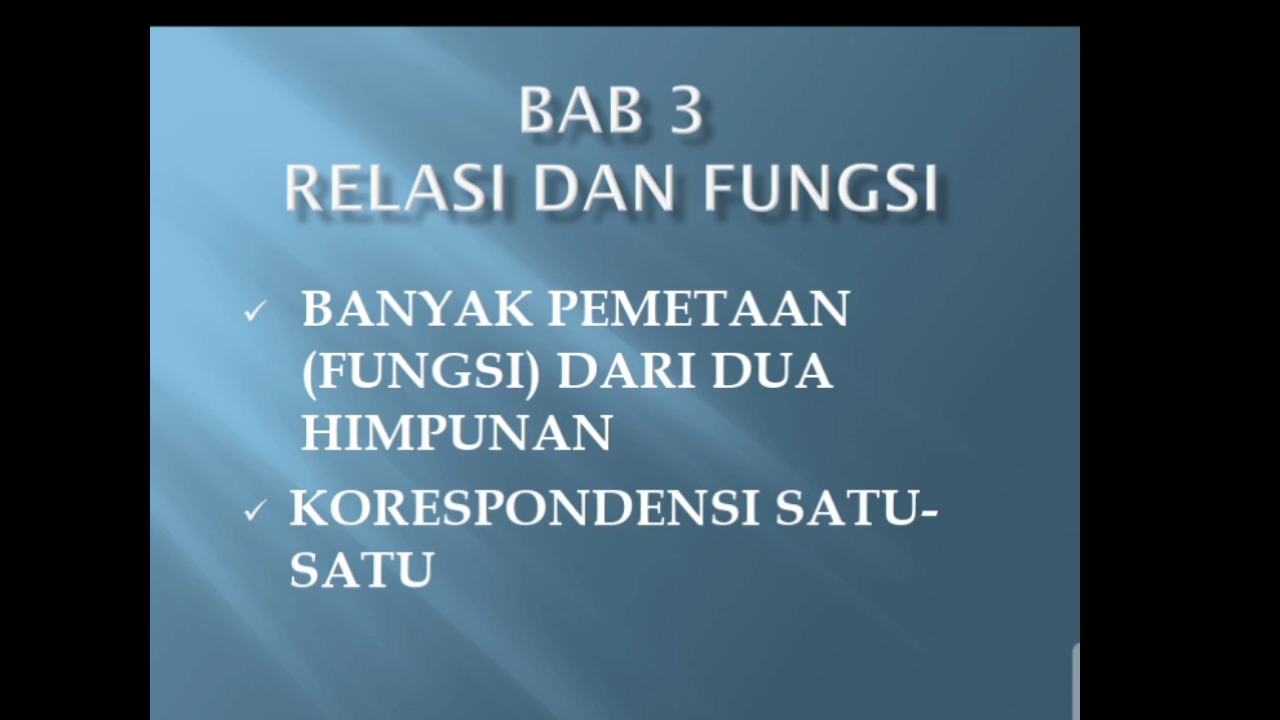 BAB 3
RELASI DAN FUNGSI
BANYAK PEMETAAN
(FUNGSI) DARI DUA
HIMPUNAN
KORESPONDENSI SATU-
SATU